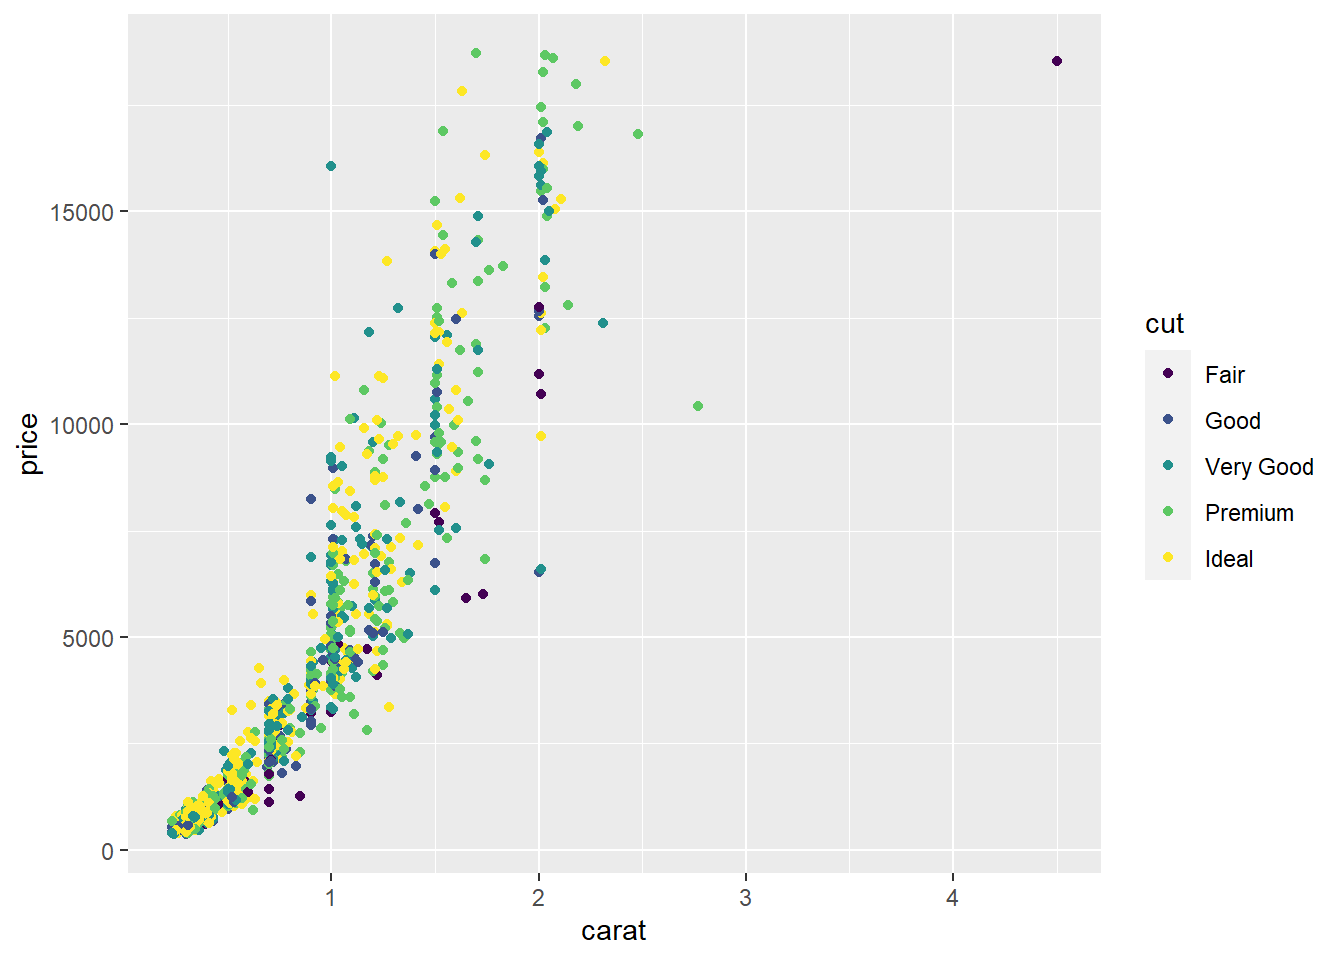 15000
10000
5000
0
price
1 2 3 4
carat
cut
Fair
Good
Very Good
Premium
Ideal